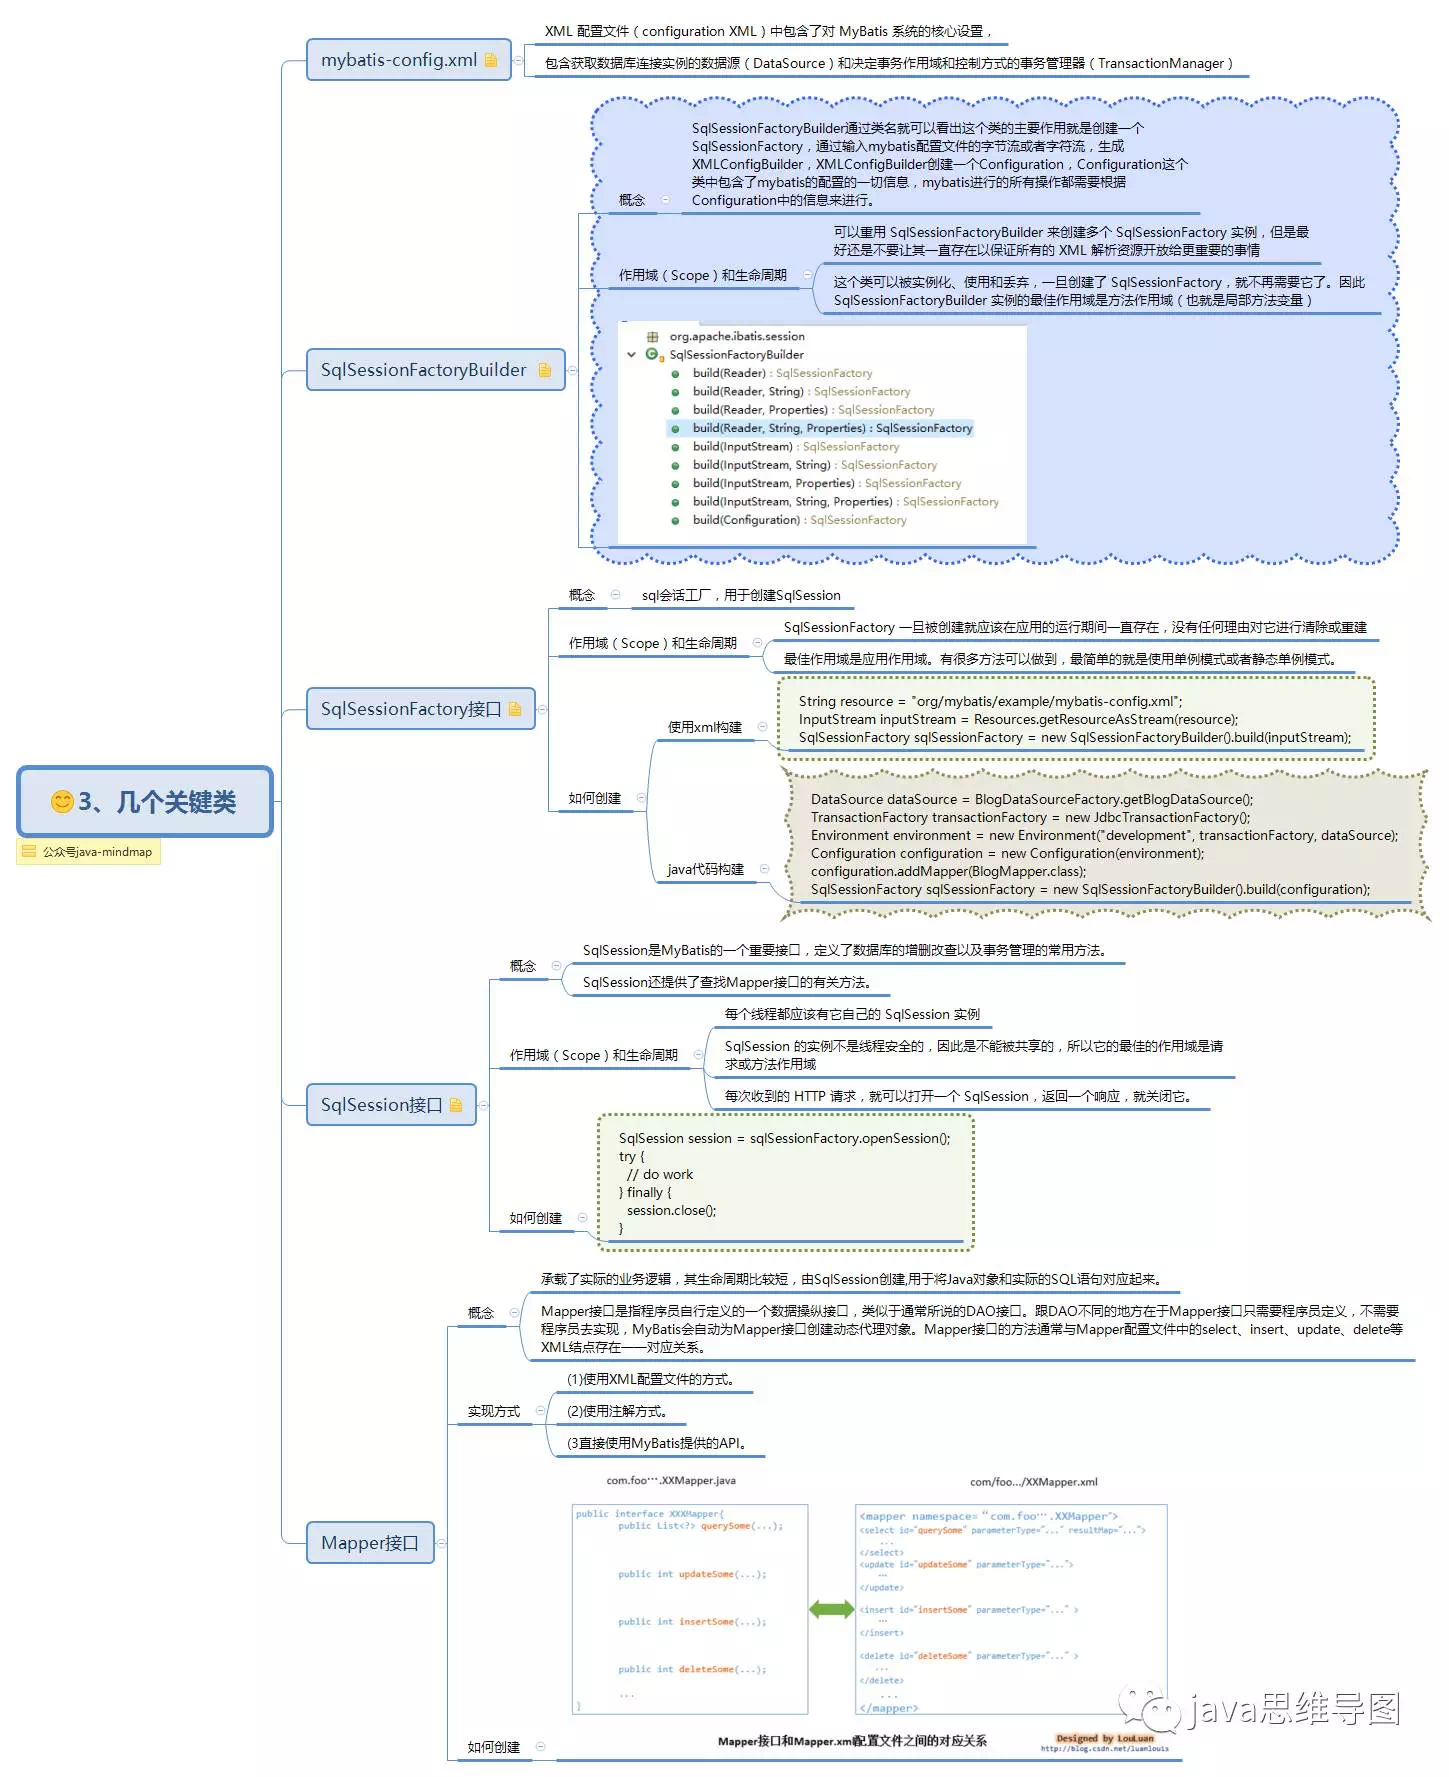 3、几个关键类
公众号java-mindmap
mybatis-config.xml
XML 配置文件（configuration XML）中包含了对 MyBatis 系统的核心设置，
包含获取数据库连接实例的数据源（DataSource）和决定事务作用域和控制方式的事务管理器（TransactionManager）
SqlSessionFactoryBuilder
概念
SqlSessionFactoryBuilder通过类名就可以看出这个类的主要作用就是创建一个
SqlSessionFactory，通过输入mybatis配置文件的字节流或者字符流，生成
XMLConfigBuilder，XMLConfigBuilder创建一个Configuration，Configuration这个
类中包含了mybatis的配置的一切信息，mybatis进行的所有操作都需要根据
Configuration中的信息来进行。
作用域（Scope）和生命周期
可以重用 SqlSessionFactoryBuilder 来创建多个 SqlSessionFactory 实例，但是最
好还是不要让其一直存在以保证所有的 XML 解析资源开放给更重要的事情
这个类可以被实例化、使用和丢弃，一旦创建了 SqlSessionFactory，就不再需要它了。因此
SqlSessionFactoryBuilder 实例的最佳作用域是方法作用域（也就是局部方法变量）
org.apache.ibatis.session
SqlSessionFactoryBuilder
build(Reader) : SqlSessionFactory
build(Reader, String) : SqlSessionFactory
build(Reader, Properties) : SqlSessionFactory
build(Reader, String, Properties) : SqlSessionFactory
build(InputStream) : SqlSessionFactory
build(InputStream, String) : SqlSessionFactory
build(InputStream, Properties) : SqlSessionFactory
build(InputStream, String, Properties) : SqlSessionFactory
build(Configuration) : SqlSessionFactory
SqlSessionFactory接口
概念
sql会话工厂，用于创建SqlSession
作用域（Scope）和生命周期
SqlSessionFactory 一旦被创建就应该在应用的运行期间一直存在，没有任何理由对它进行清除或重建
最佳作用域是应用作用域。有很多方法可以做到，最简单的就是使用单例模式或者静态单例模式。
如何创建
使用xml构建
String resource = "org/mybatis/example/mybatis-config.xml";
InputStream inputStream = Resources.getResourceAsStream(resource);
SqlSessionFactory sqlSessionFactory = new SqlSessionFactoryBuilder().build(inputStream);
java代码构建
DataSource dataSource = BlogDataSourceFactory.getBlogDataSource();
TransactionFactory transactionFactory = new JdbcTransactionFactory();
Environment environment = new Environment("development", transactionFactory, dataSource);
Configuration configuration = new Configuration(environment);
configuration.addMapper(BlogMapper.class);
SqlSessionFactory sqlSessionFactory = new SqlSessionFactoryBuilder().build(configuration);
SqlSession接口
概念
SqlSession是MyBatis的一个重要接口，定义了数据库的增删改查以及事务管理的常用方法。
SqlSession还提供了查找Mapper接口的有关方法。
作用域（Scope）和生命周期
每个线程都应该有它自己的 SqlSession 实例
SqlSession 的实例不是线程安全的，因此是不能被共享的，所以它的最佳的作用域是请
求或方法作用域
每次收到的 HTTP 请求，就可以打开一个 SqlSession，返回一个响应，就关闭它。
如何创建
SqlSession session = sqlSessionFactory.openSession();
try {
// do work
} finally {
session.close();
}
Mapper接口
概念
承载了实际的业务逻辑，其生命周期比较短，由SqlSession创建,用于将Java对象和实际的SQL语句对应起来。
Mapper接口是指程序员自行定义的一个数据操纵接口，类似于通常所说的DAO接口。跟DAO不同的地方在于Mapper接口只需要程序员定义，不需要
程序员去实现，MyBatis会自动为Mapper接口创建动态代理对象。Mapper接口的方法通常与Mapper配置文件中的select、insert、update、delete等
XML结点存在一一对应关系。
实现方式
(1)使用XML配置文件的方式。
(2)使用注解方式。
(3直接使用MyBatis提供的API。
如何创建
com.foo….XXMapper.java
public interface XXXMapper{
public List<?> querySome(...);
public int updateSome(...);
public int insertSome(...);
public int deleteSome(...);
...
}
com/foo.../XXMapper.xml
<mapper namespace="com.foo….XXMapper">
<select id="querySome" parameterType="..." resultMap="...">
...
</select>
<update id="updateSome" parameterType="...">
...
</update>
<insert id="insertSome" parameterType="..." >
...
</insert>
<delete id="deleteSome" parameterType="..." >
...
</delete>
...
</mapper>
Mapper接口和Mapper.xml配置文件之间的对应关系
Designed by LouLuan
http://blog.csdn.net/luanlouis
java思维导图